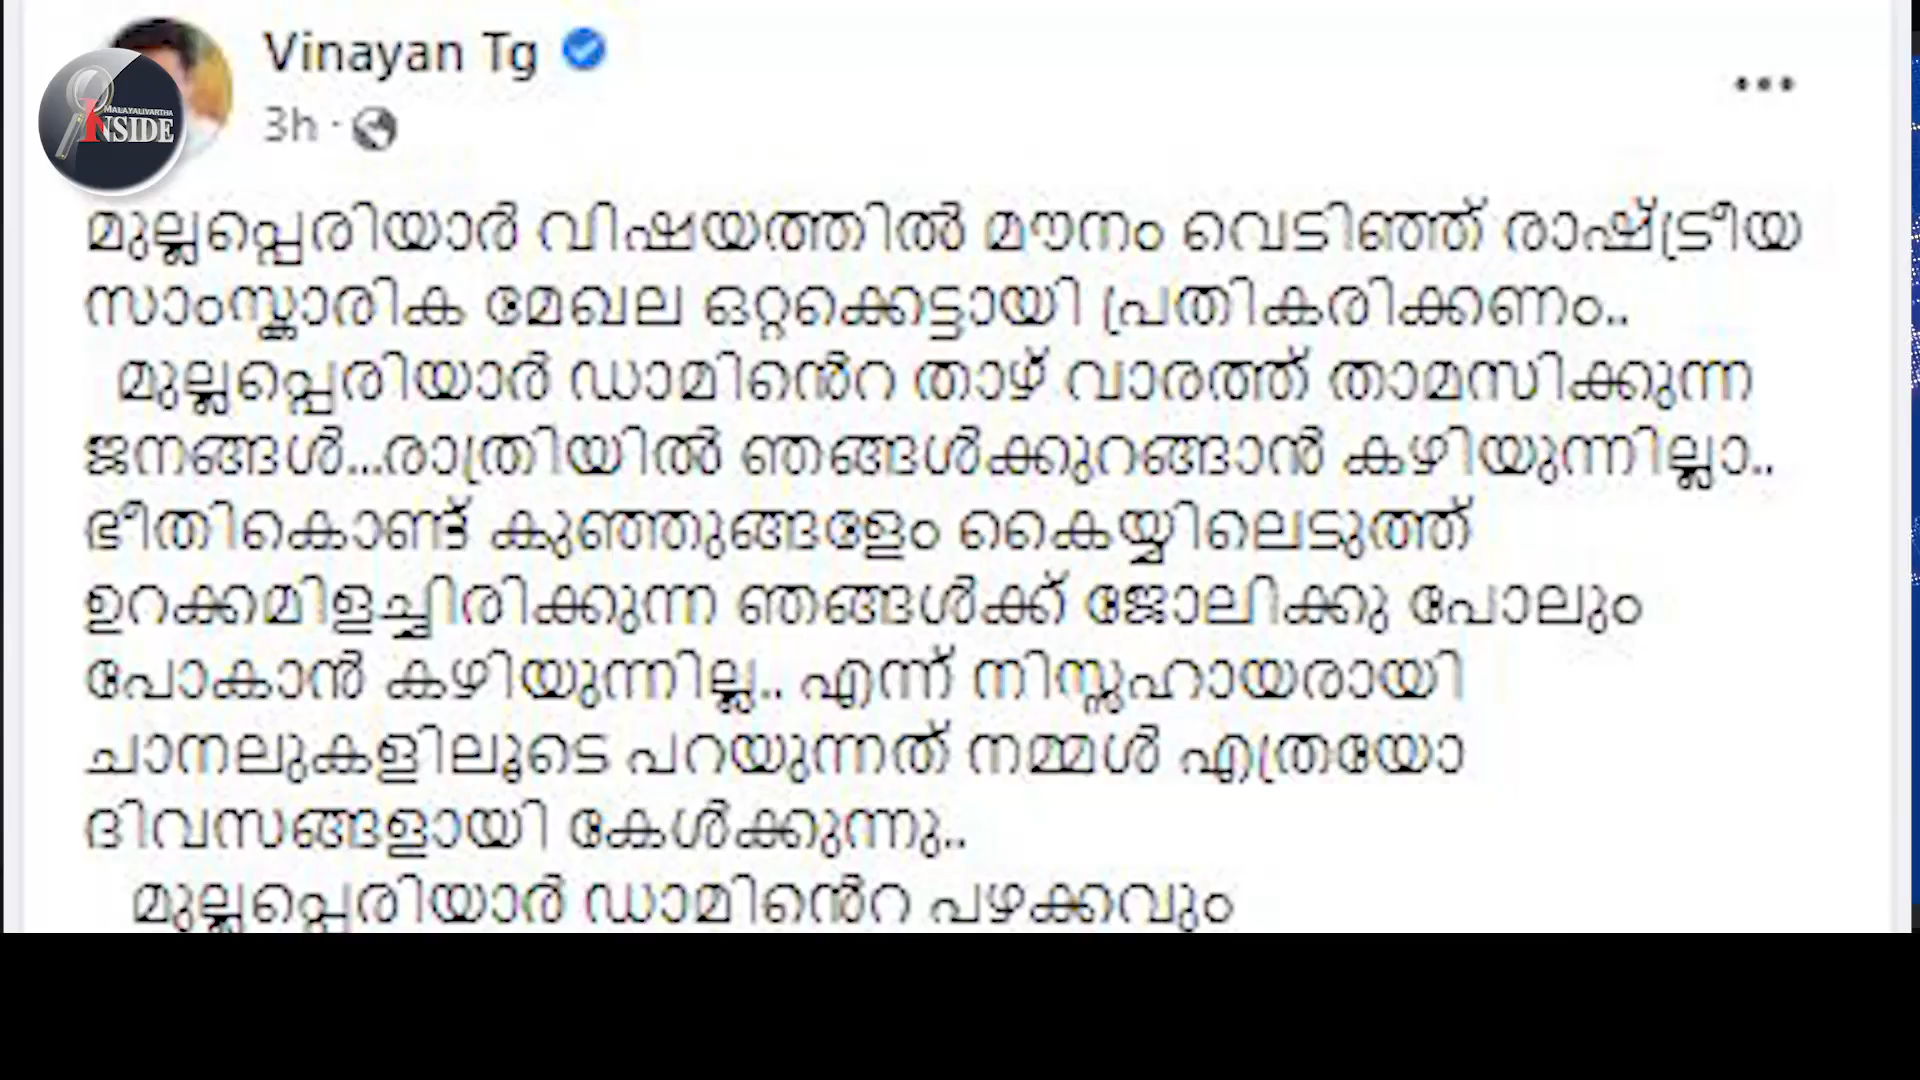 Vinayan Tg
3h ·
MALAYALIVARTHA
INSIDE
മുല്ലപ്പെരിയാർ വിഷയത്തിൽ മൗനം വെടിഞ്ഞ് രാഷ്ട്രീയ
സാംസ്കാരിക മേഖല ഒറ്റക്കെട്ടായി പ്രതികരിക്കണം..
മുല്ലപ്പെരിയാർ ഡാമിൻെറ താഴ് വാരത്ത് താമസിക്കുന്ന
ജനങ്ങൾ...രാത്രിയിൽ ഞങ്ങൾക്കുറങ്ങാൻ കഴിയുന്നില്ലാ..
ഭീതികൊണ്ട് കുഞ്ഞുങ്ങളേം കൈയ്യിലെടുത്ത്
ഉറക്കമിളച്ചിരിക്കുന്ന ഞങ്ങൾക്ക് ജോലിക്കു പോലും
പോകാൻ കഴിയുന്നില്ല.. എന്ന് നിസ്സഹായരായി
ചാനലുകളിലൂടെ പറയുന്നത് നമ്മൾ എത്രയോ
ദിവസങ്ങളായി കേൾക്കുന്നു..
മുല്ലപ്പെരിയാർ ഡാമിൻെറ പഴക്കവും